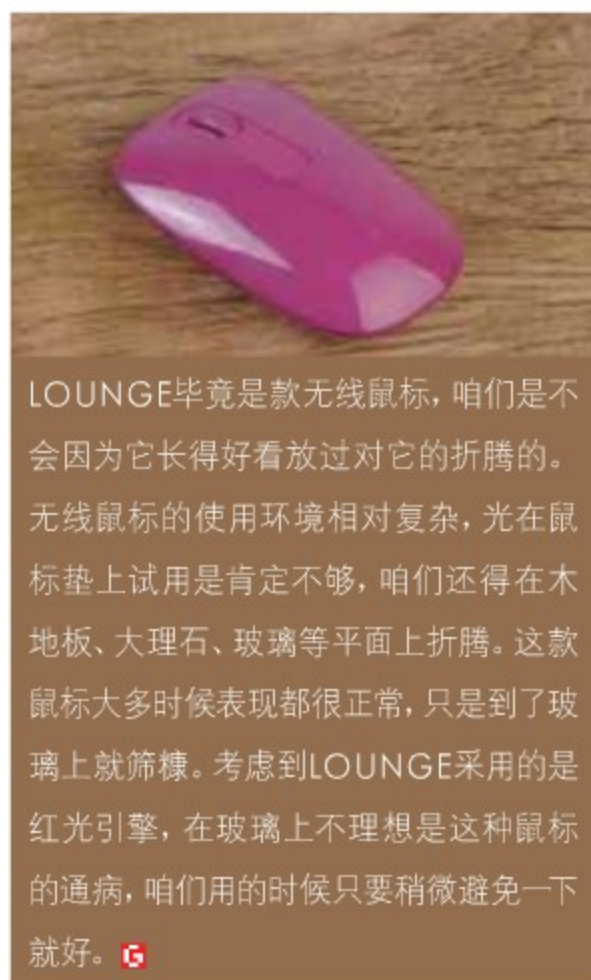 LOUNGE毕竟是款无线鼠标，咱们是不
会因为它长得好看放过对它的折腾的。
无线鼠标的使用环境相对复杂，光在鼠
标垫上试用是肯定不够，咱们还得在木
地板、大理石、玻璃等平面上折腾。这款
鼠标大多时候表现都很正常，只是到了玻
璃上就筛糠。考虑到LOUNGE采用的是
红光引擎，在玻璃上不理想是这种鼠标
的通病，咱们用的时候只要稍微避免一下
就好。G